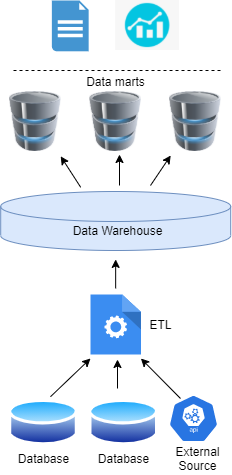 Data marts
Data Warehouse
ETL
api
Database
Database
External
Source